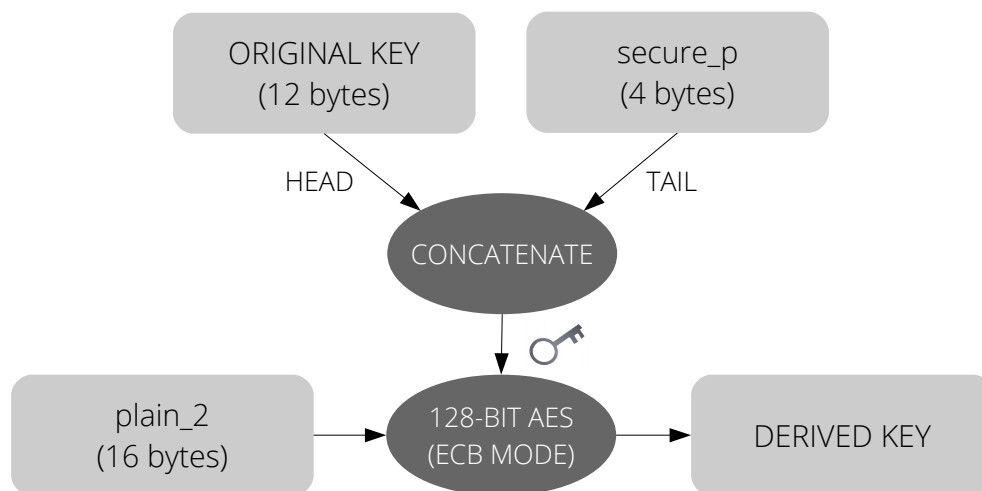 ORIGINAL KEY
(12 bytes)
secure_p
(4 bytes)
HEAD
TAIL
CONCATENATE
plain_2
(16 bytes)
128-BIT AES
(ECB MODE)
DERIVED KEY